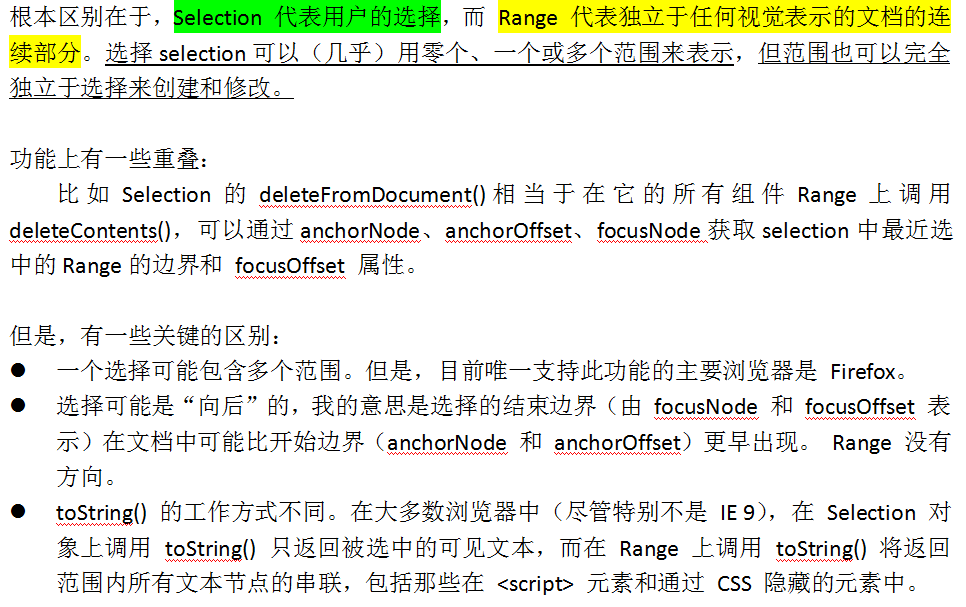 根本区别在于，Selection 代表用户的选择，而 Range 代表独立于任何视觉表示的文档的连
续部分。选择 selection 可以（几乎）用零个、一个或多个范围来表示，但范围也可以完全
独立于选择来创建和修改。
功能上有一些重叠：
比如 Selection 的 deleteFromDocument()相当于在它的所有组件 Range 上调用
deleteContents()，可以通过 anchorNode、anchorOffset、focusNode 获取 selection 中最近选
中的 Range 的边界和 focusOffset 属性。
但是，有一些关键的区别：
● 一个选择可能包含多个范围。但是，目前唯一支持此功能的主要浏览器是 Firefox。
● 选择可能是“向后”的，我的意思是选择的结束边界（由 focusNode 和 focusOffset 表
示）在文档中可能比开始边界（anchorNode 和 anchorOffset）更早出现。 Range 没有
方向。
● toString() 的工作方式不同。在大多数浏览器中（尽管特别不是 IE 9），在 Selection 对
象上调用 toString() 只返回被选中的可见文本，而在 Range 上调用 toString() 将返回
范围内所有文本节点的串联，包括那些在 <script> 元素和通过 CSS 隐藏的元素中。